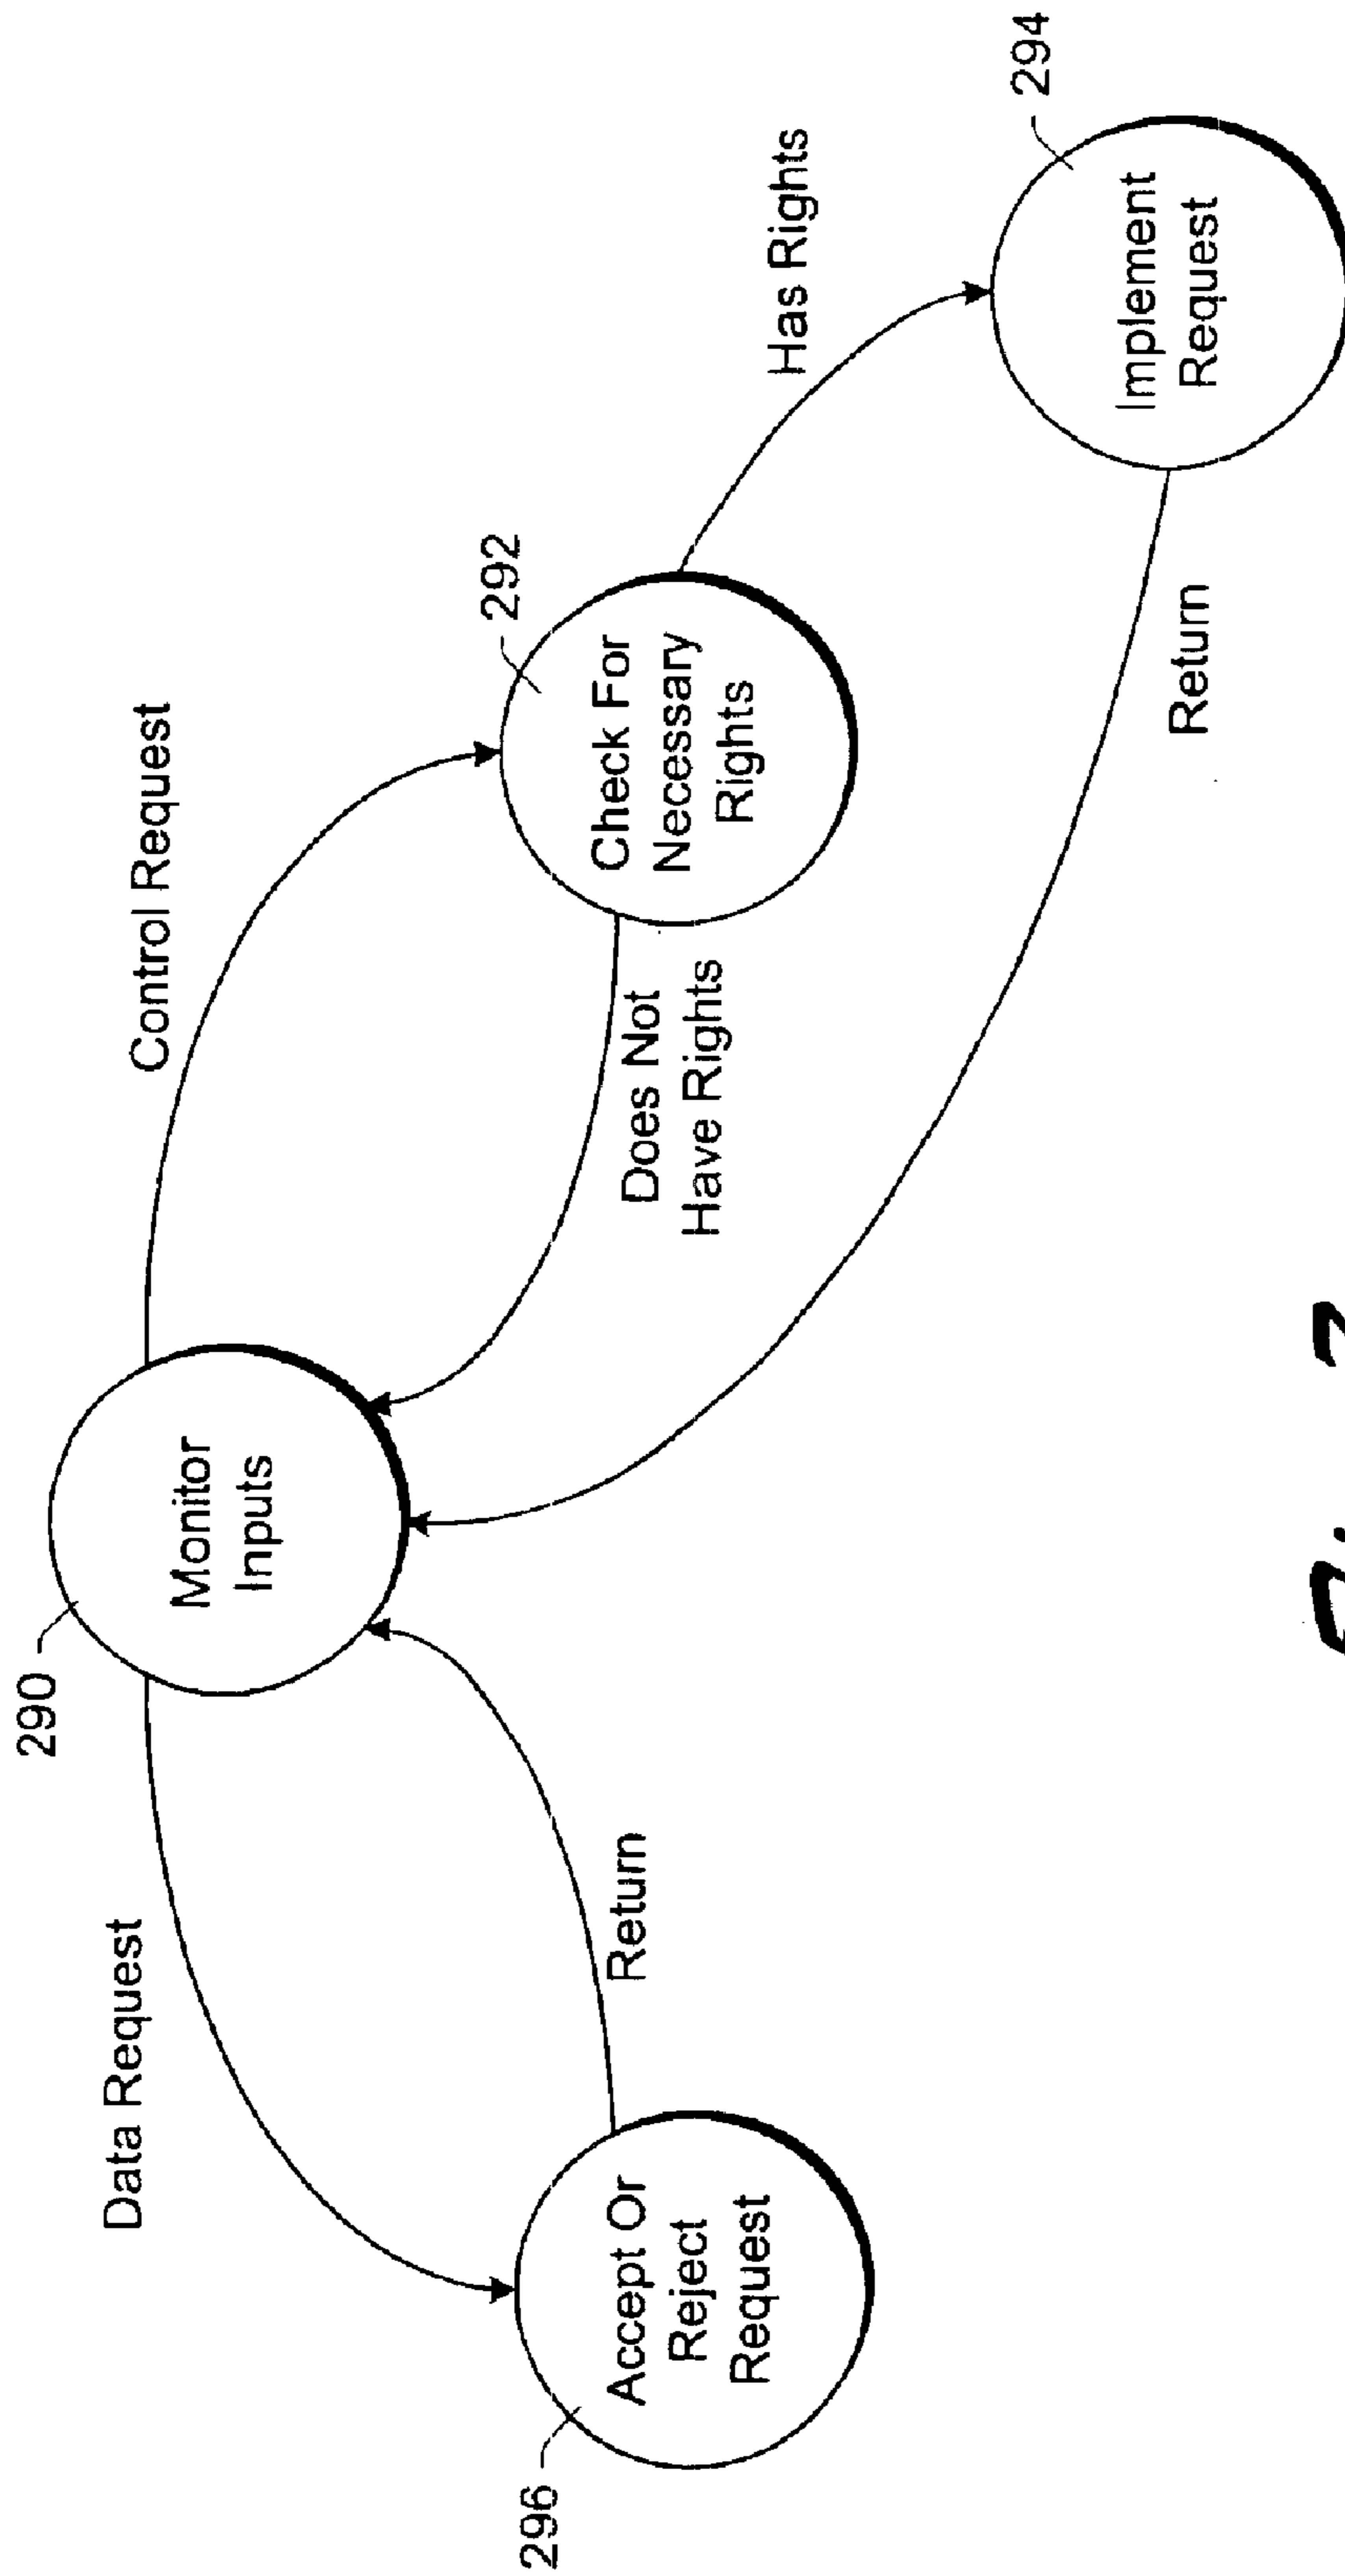 290
Monitor
Inputs
Data Request
Control Request
Return
Does Not
Have Rights
292
Check For
Necessary
Rights
296
Accept Or
Reject
Request
Has Rights
294
Implement
Request
Return